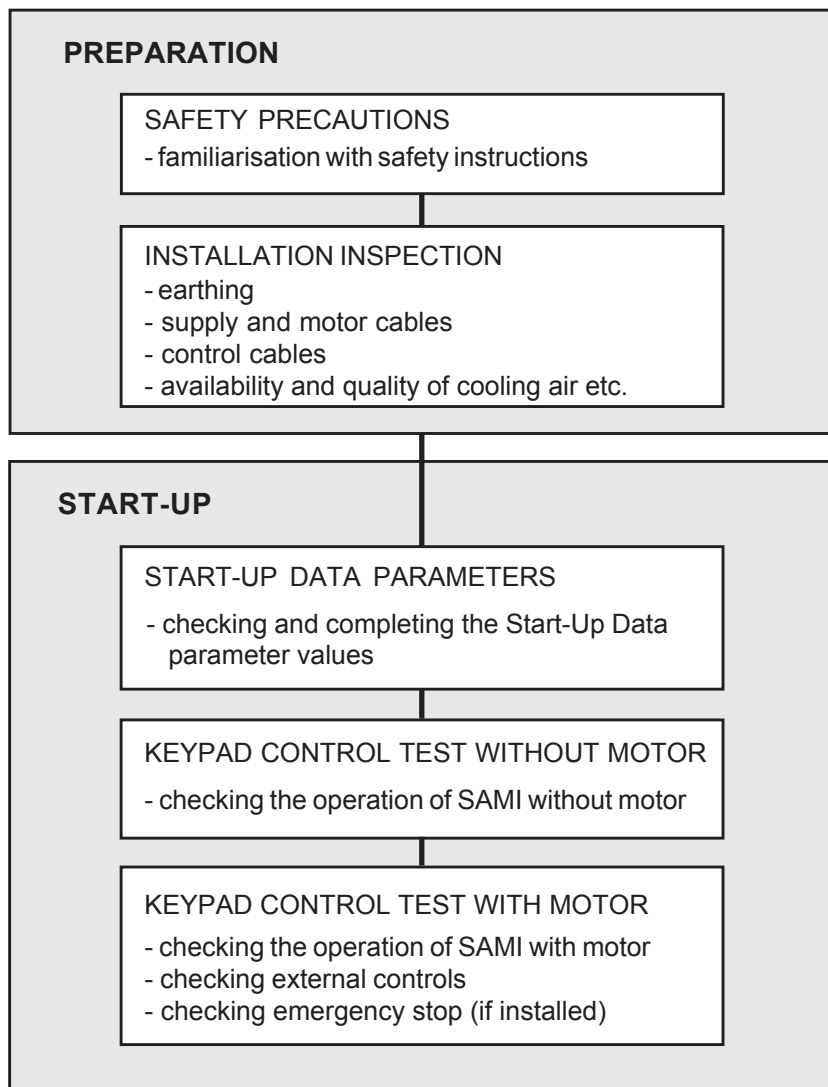 PREPARATION
SAFETY PRECAUTIONS
- familiarisation with safety instructions
INSTALLATION INSPECTION
- earthing
- supply and motor cables
- control cables
- availability and quality of cooling air etc.
START-UP
START-UP DATA PARAMETERS
- checking and completing the Start-Up Data
parameter values
KEYPAD CONTROL TEST WITHOUT MOTOR
- checking the operation of SAMI without motor
KEYPAD CONTROL TEST WITH MOTOR
- checking the operation of SAMI with motor
- checking external controls
- checking emergency stop (if installed)